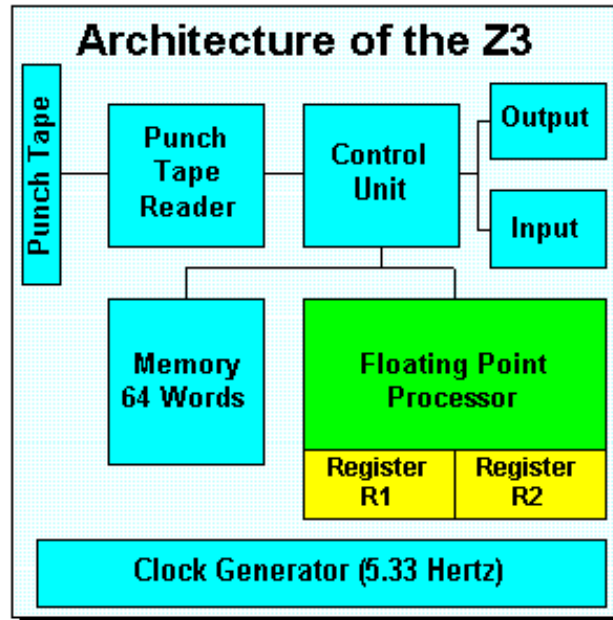 Architecture of the Z3
Punch Tape
Punch
Tape
Reader
Control
Unit
Output
Input
Memory
64 Words
Floating Point
Processor
Register
R1
Register
R2
Clock Generator (5.33 Hertz)